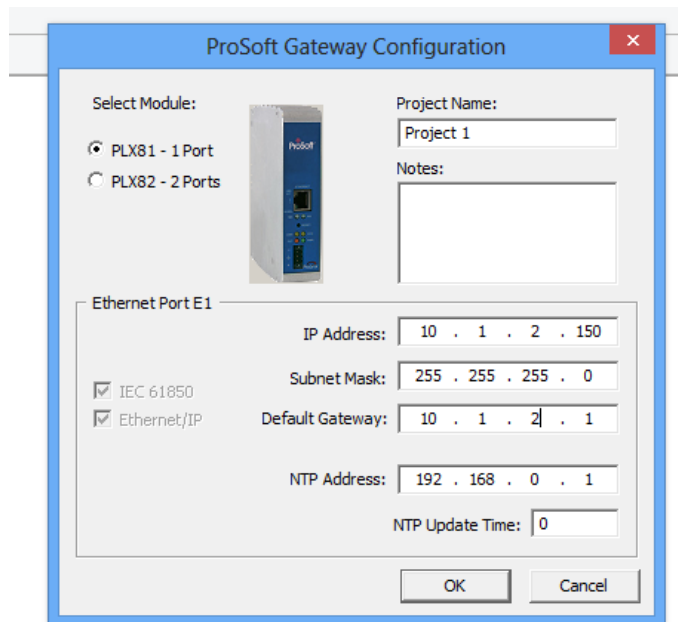 ProSoft Gateway Configuration
Select Module:
PLX81 - 1 Port
PLX82 - 2 Ports
ProSoft
Project Name:
Project 1
Notes:
Ethernet Port E1
IP Address: 10 . 1 . 2 . 150
Subnet Mask: 255 . 255 . 255 . 0
IEC 61850
Ethernet/IP
Default Gateway: 10 . 1 . 2 . 1
NTP Address: 192 . 168 . 0 . 1
NTP Update Time: 0
OK Cancel